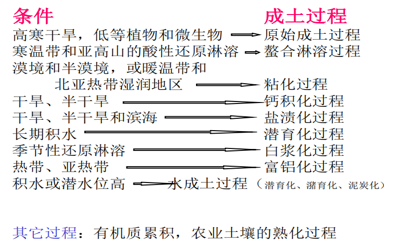 条件 成土过程
高寒干旱，低等植物和微生物 原始成土过程
寒温带和亚高山的酸性还原淋溶 螯合淋溶过程
漠境和半漠境，或暖温带和
北亚热带湿润地区 粘化过程
干旱、半干旱 钙积化过程
干旱、半干旱和滨海 盐渍化过程
长期积水 潜育化过程
季节性还原淋溶 白浆化过程
热带、亚热带 富铝化过程
积水或潜水位高 水成土过程（潜育化、潴育化、泥炭化）
其它过程：有机质累积，农业土壤的熟化过程